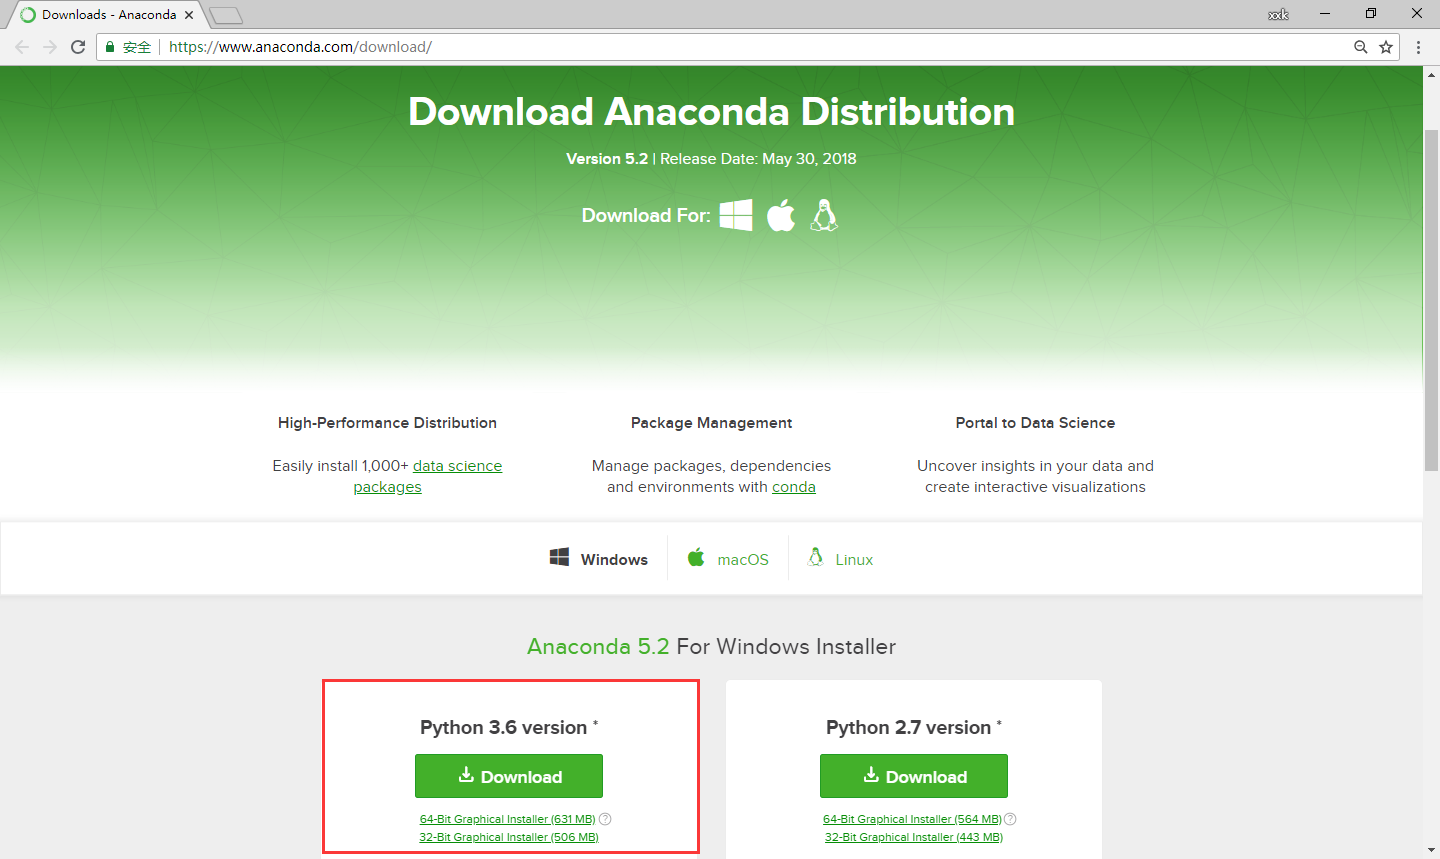 Downloads - Anaconda
xxk
安全
https://www.anaconda.com/download/
Download Anaconda Distribution
Version 5.2 | Release Date: May 30, 2018
Download For:
High-Performance Distribution
Easily install 1,000+ data science
packages
Package Management
Manage packages, dependencies
and environments with conda
Portal to Data Science
Uncover insights in your data and
create interactive visualizations
Windows
macOS
Linux
Anaconda 5.2 For Windows Installer
Python 3.6 version *
Download
64-Bit Graphical Installer (631 MB) ?
32-Bit Graphical Installer (506 MB)
Python 2.7 version *
Download
64-Bit Graphical Installer (564 MB) ?
32-Bit Graphical Installer (443 MB)